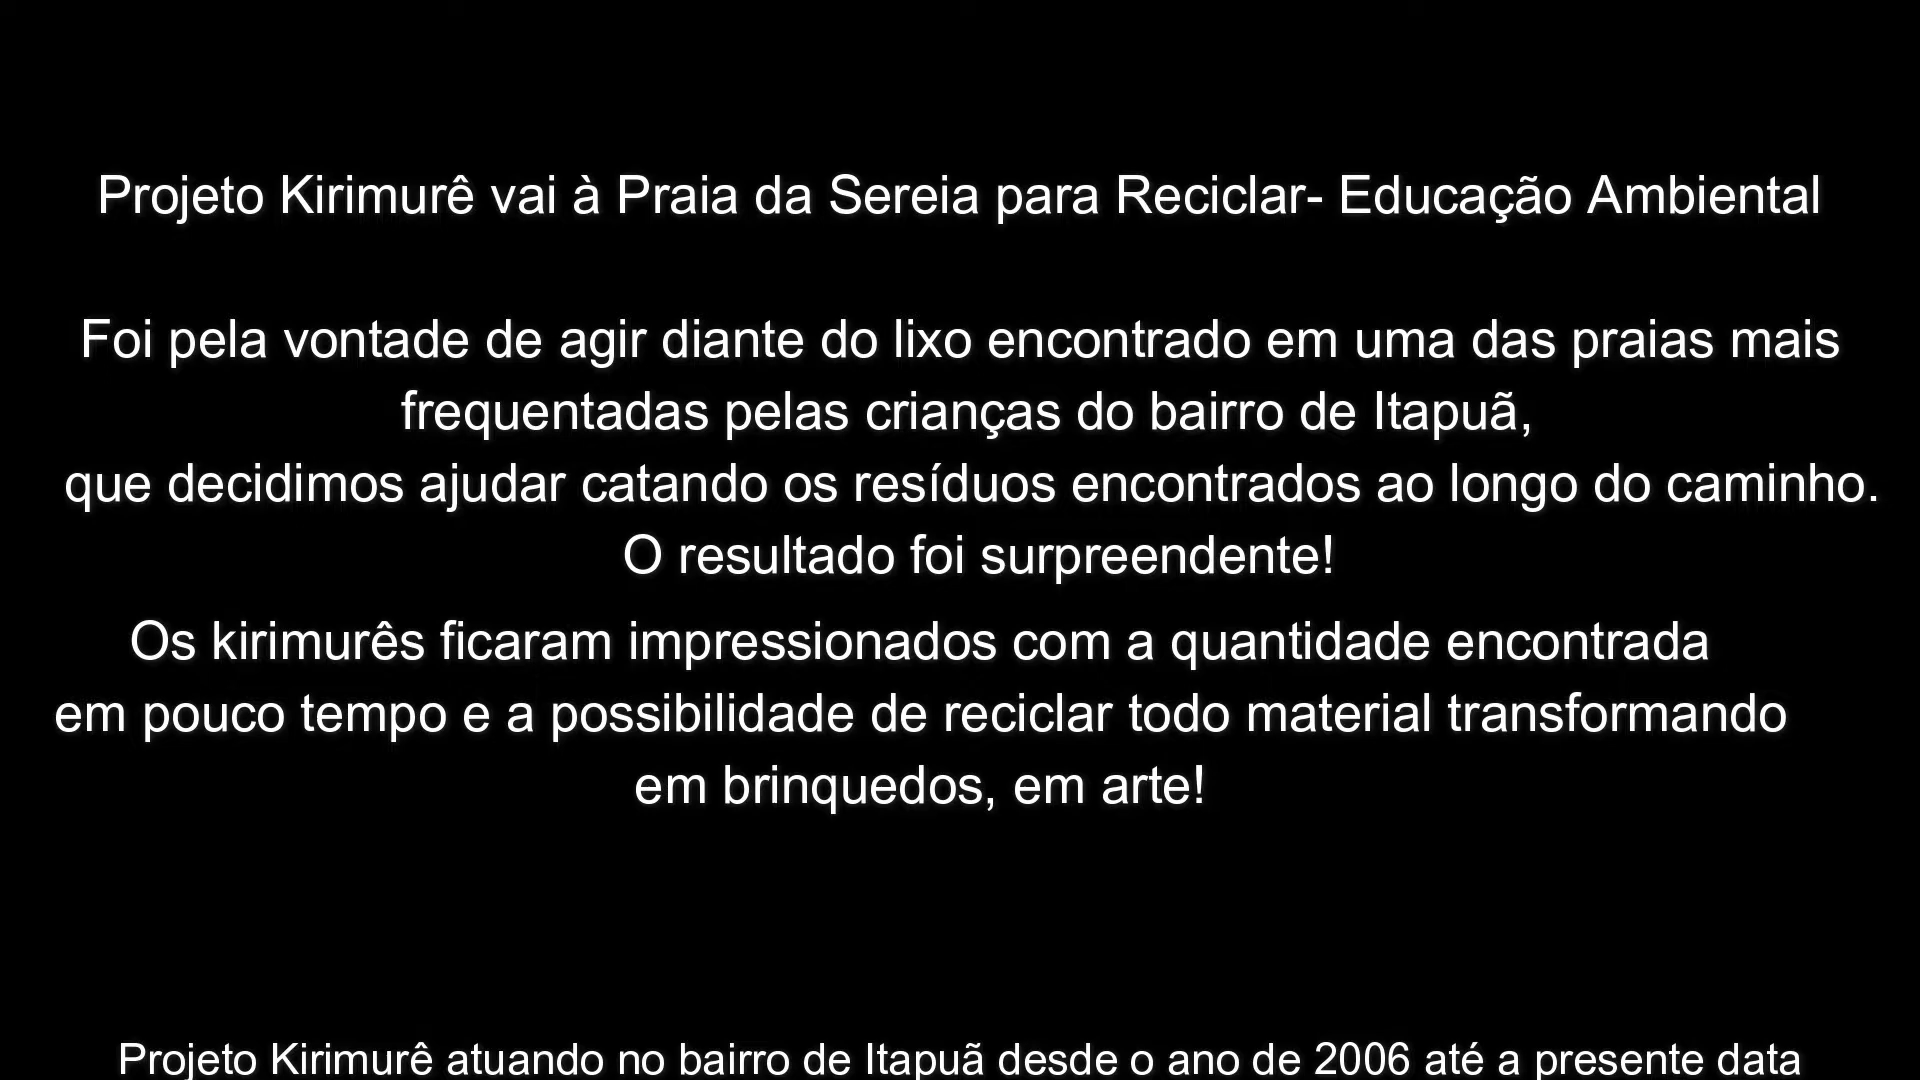 Projeto Kirimurê vai à Praia da Sereia para Reciclar- Educação Ambiental
Foi pela vontade de agir diante do lixo encontrado em uma das praias mais
frequentadas pelas crianças do bairro de Itapuã,
que decidimos ajudar catando os resíduos encontrados ao longo do caminho.
O resultado foi surpreendente!
Os kirimurês ficaram impressionados com a quantidade encontrada
em pouco tempo e a possibilidade de reciclar todo material transformando
em brinquedos, em arte!
Projeto Kirimurê atuando no bairro de Itapuã desde o ano de 2006 até a presente data